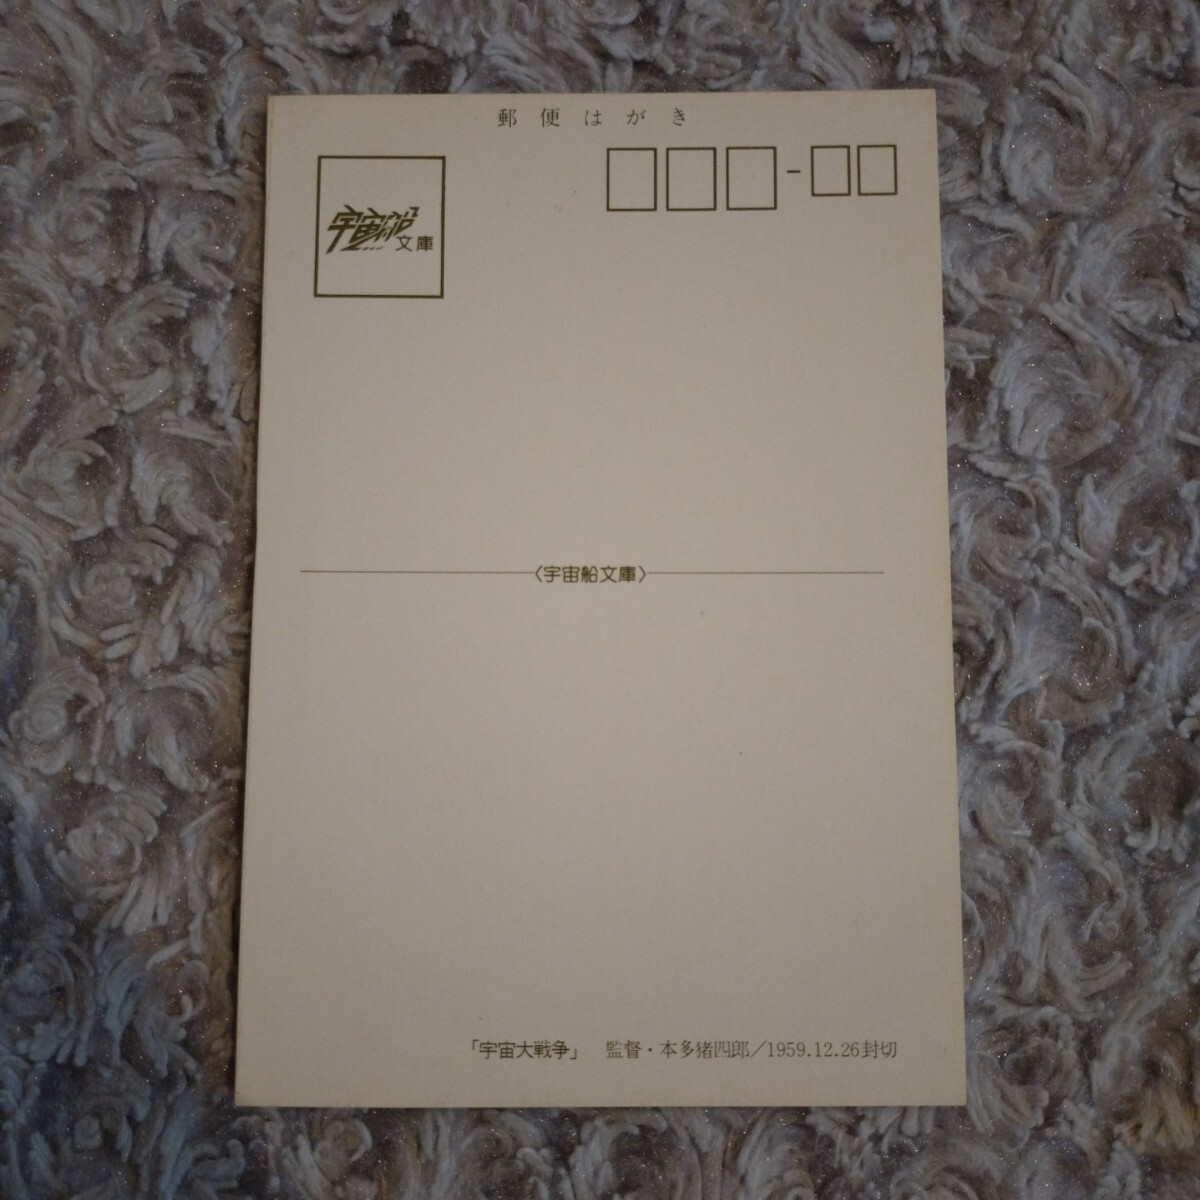 郵便はがき
宇宙船
文庫
〈宇宙船文庫〉
「宇宙大戦争」　監督・本多猪四郎／1959.12.26封切